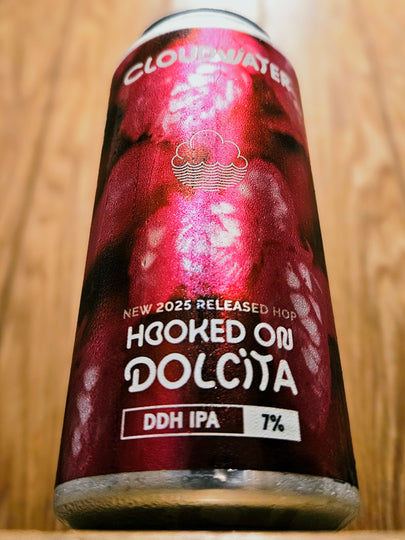 CLOUDWATER
NEW 2025 RELEASED HOP
HOOKED ON
DOLCITA
DDH IPA 7%